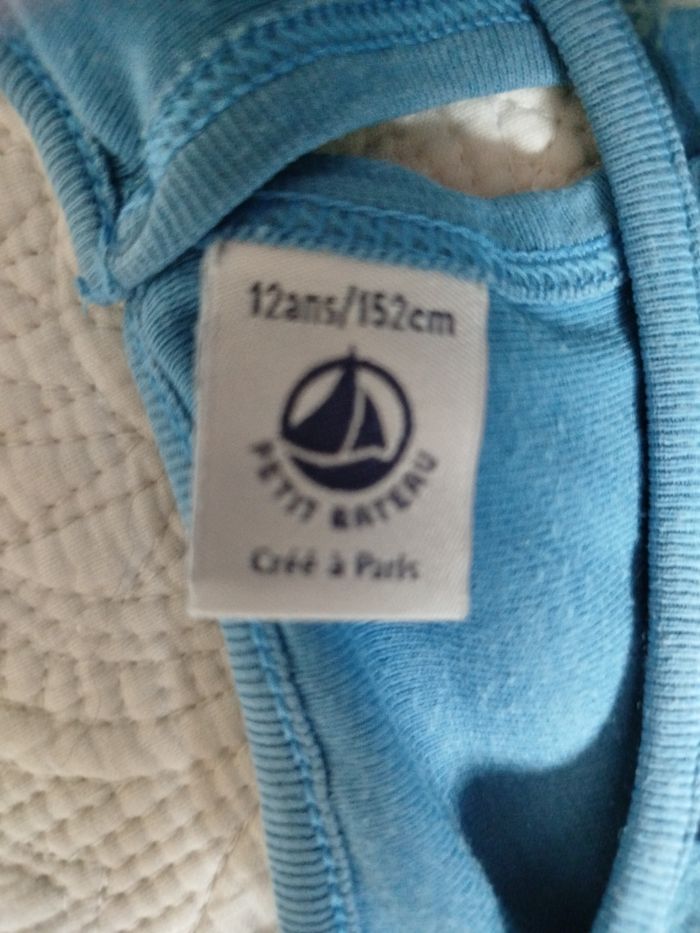 12ans/152cm
PETIT BATEAU
Créé à Paris